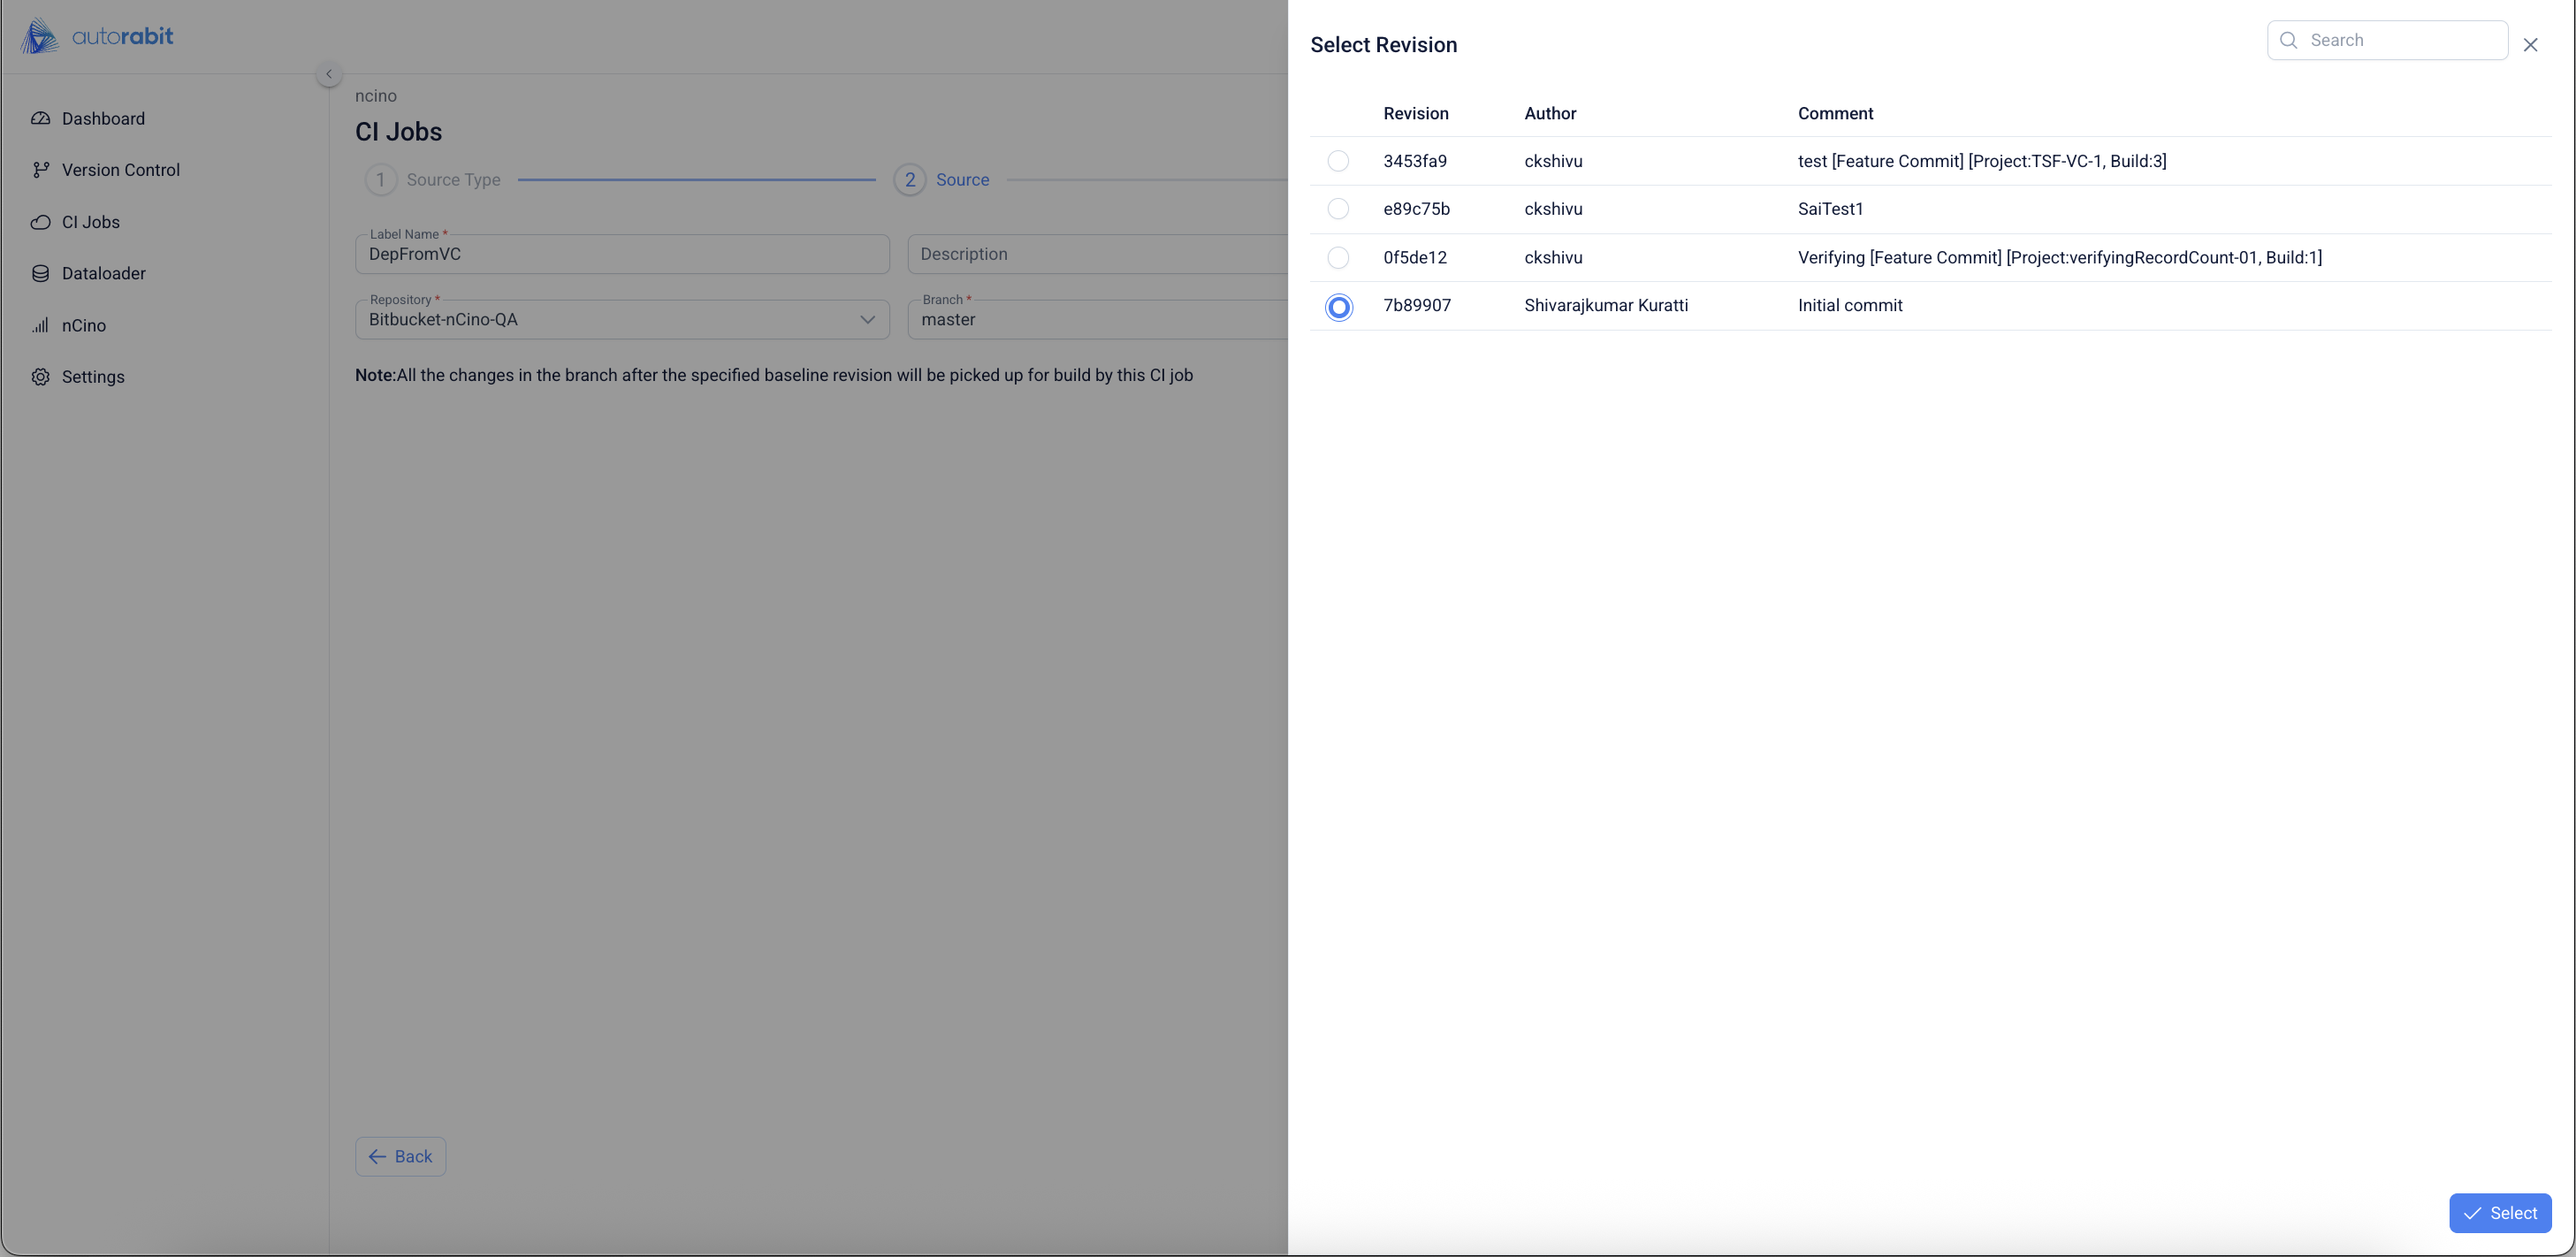 autorabit
Dashboard
Version Control
CI Jobs
Dataloader
nCino
Settings
ncino
CI Jobs
1 Source Type 2 Source
Label Name *
DepFromVC
Description
Repository *
Bitbucket-nCino-QA
Branch *
master
Note:All the changes in the branch after the specified baseline revision will be picked up for build by this CI job
Back
Select Revision
Search
Revision Author Comment
3453fa9 ckshivu test [Feature Commit] [Project:TSF-VC-1, Build:3]
e89c75b ckshivu SaiTest1
0f5de12 ckshivu Verifying [Feature Commit] [Project:verifyingRecordCount-01, Build:1]
7b89907 Shivarajkumar Kuratti Initial commit
Select